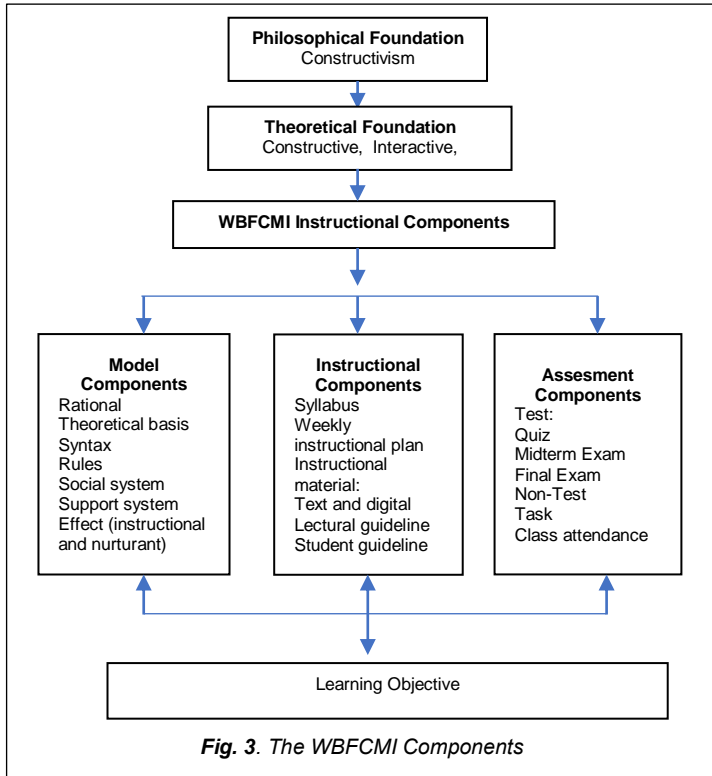 Philosophical Foundation
Constructivism
Theoretical Foundation
Constructive, Interactive,
WBFCMI Instructional Components
Model
Components
Rational
Theoretical basis
Syntax
Rules
Social system
Support system
Effect (instructional
and nurturant)
Instructional
Components
Syllabus
Weekly
instructional plan
Instructional
material:
Text and digital
Lectural guideline
Student guideline
Assesment
Components
Test:
Quiz
Midterm Exam
Final Exam
Non-Test
Task
Class attendance
Learning Objective
Fig. 3. The WBFCMI Components